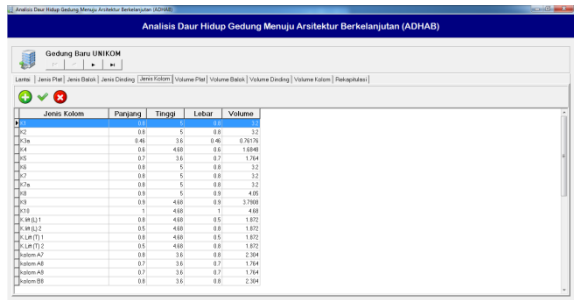 Analisis Daur Hidup Gedung Menuju Arsitektur Berkelanjutan (ADHAB)
Analisis Daur Hidup Gedung Menuju Arsitektur Berkelanjutan (ADHAB)
Gedung Baru UNIKOM
Lantai | Jenis Plat | Jenis Balok | Jenis Dinding | Jenis Kolom | Volume Plat | Volume Balok | Volume Dinding | Volume Kolom | Rekapitulasi
Jenis Kolom Panjang Tinggi Lebar Volume
K1 0.8 5 0.8 3.2
K2 0.8 5 0.8 3.2
K3a 0.46 3.6 0.46 0.76176
K4 0.6 4.68 0.6 1.6848
K5 0.7 3.6 0.7 1.764
K6 0.8 5 0.8 3.2
K7 0.8 5 0.8 3.2
K7a 0.8 5 0.8 3.2
K8 0.9 5 0.9 4.05
K9 0.9 4.68 0.9 3.7908
K10 1 4.68 1 4.68
K.lift (L) 1 0.8 4.68 0.5 1.872
K.lift (L) 2 0.5 4.68 0.8 1.872
K.Lift (T) 1 0.8 4.68 0.5 1.872
K.Lift (T) 2 0.5 4.68 0.8 1.872
kolom A7 0.8 3.6 0.8 2.304
kolom A8 0.7 3.6 0.7 1.764
kolom A9 0.7 3.6 0.7 1.764
kolom B8 0.8 3.6 0.8 2.304